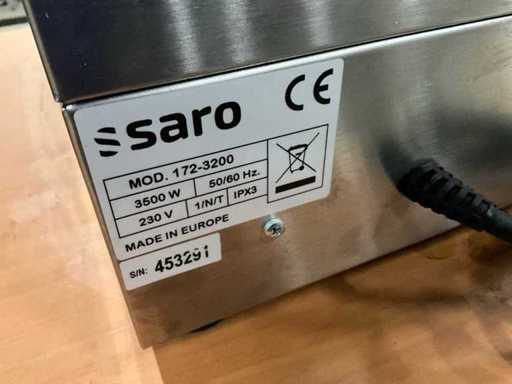 saro CE
MOD. 172-3200
3500 W 50/60 Hz.
230 V 1/N/T IPX3
MADE IN EUROPE
S/N: 453291